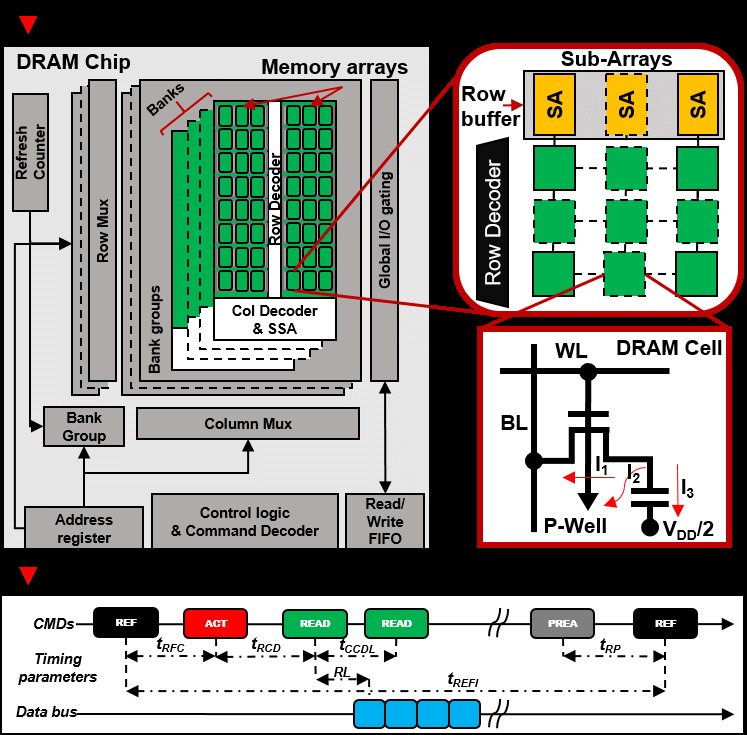 DRAM Chip
Memory arrays
Banks
Refresh
Counter
Row Mux
Bank groups
Row Decoder
Col Decoder
& SSA
Global I/O gating
Bank
Group
Column Mux
Address
register
Control logic
& Command Decoder
Read/
Write
FIFO
Sub-Arrays
Row
buffer
SA
SA
SA
Row Decoder
DRAM Cell
WL
BL
I1
I2
I3
P-Well
VDD/2
CMDs
REF
ACT
READ
READ
PREA
REF
tRFC
tRCD
tCCDL
tRP
Timing
parameters
RL
tREFI
Data bus